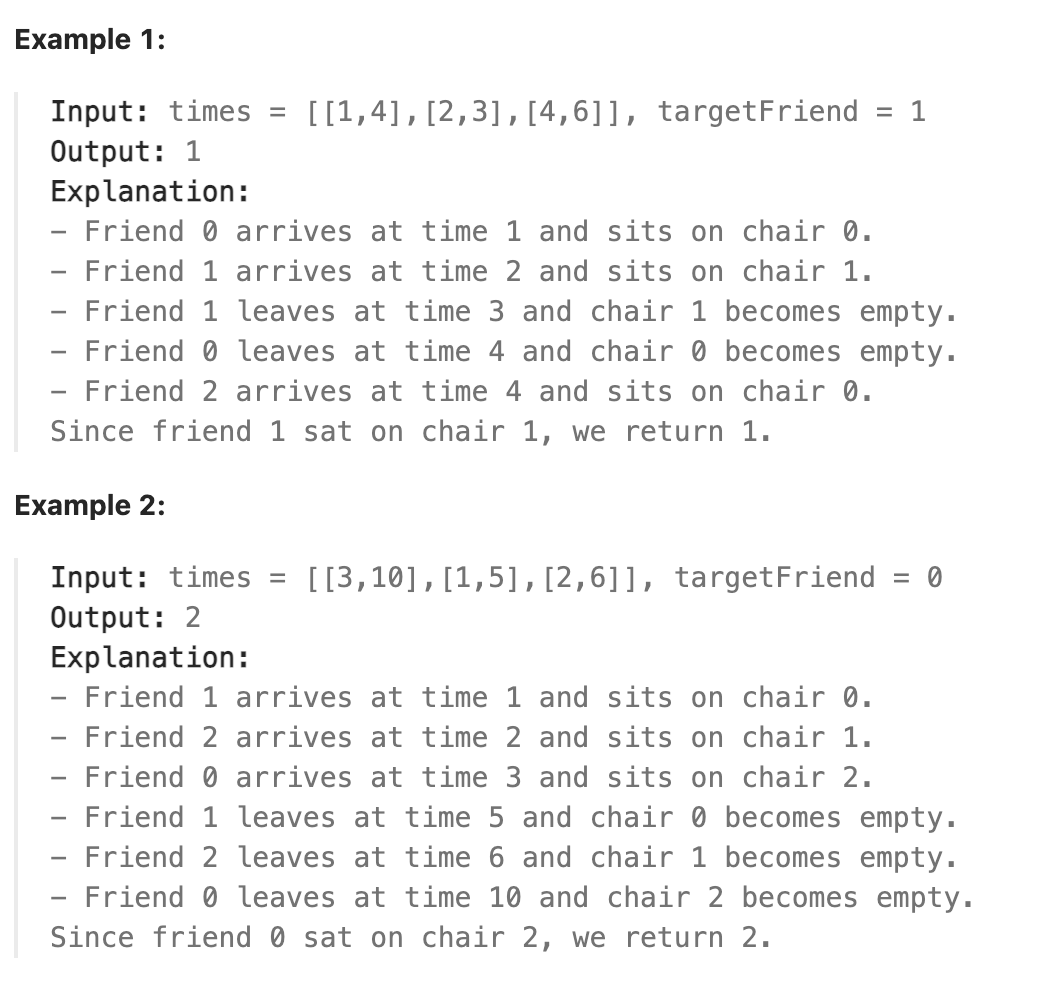 Example 1:
Input: times = [[1,4],[2,3],[4,6]], targetFriend = 1
Output: 1
Explanation:
– Friend 0 arrives at time 1 and sits on chair 0.
– Friend 1 arrives at time 2 and sits on chair 1.
– Friend 1 leaves at time 3 and chair 1 becomes empty.
– Friend 0 leaves at time 4 and chair 0 becomes empty.
– Friend 2 arrives at time 4 and sits on chair 0.
Since friend 1 sat on chair 1, we return 1.
Example 2:
Input: times = [[3,10],[1,5],[2,6]], targetFriend = 0
Output: 2
Explanation:
– Friend 1 arrives at time 1 and sits on chair 0.
– Friend 2 arrives at time 2 and sits on chair 1.
– Friend 0 arrives at time 3 and sits on chair 2.
– Friend 1 leaves at time 5 and chair 0 becomes empty.
– Friend 2 leaves at time 6 and chair 1 becomes empty.
– Friend 0 leaves at time 10 and chair 2 becomes empty.
Since friend 0 sat on chair 2, we return 2.